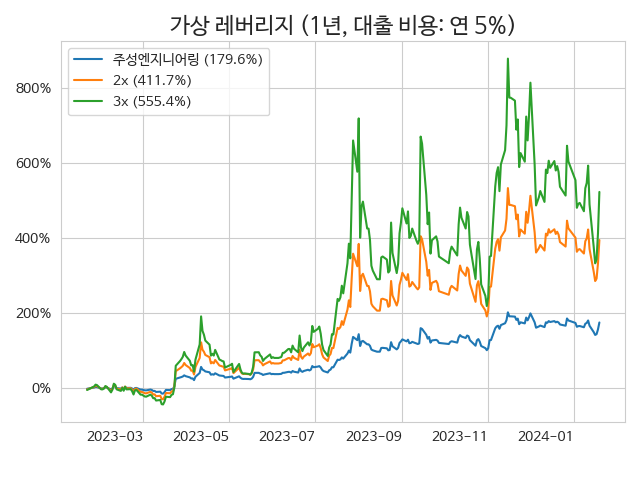 가상 레버리지 (1년, 대출 비용: 연 5%)
주성엔지니어링 (179.6%)
2x (411.7%)
3x (555.4%)
800%
600%
400%
200%
0%
2023-03 2023-05 2023-07 2023-09 2023-11 2024-01